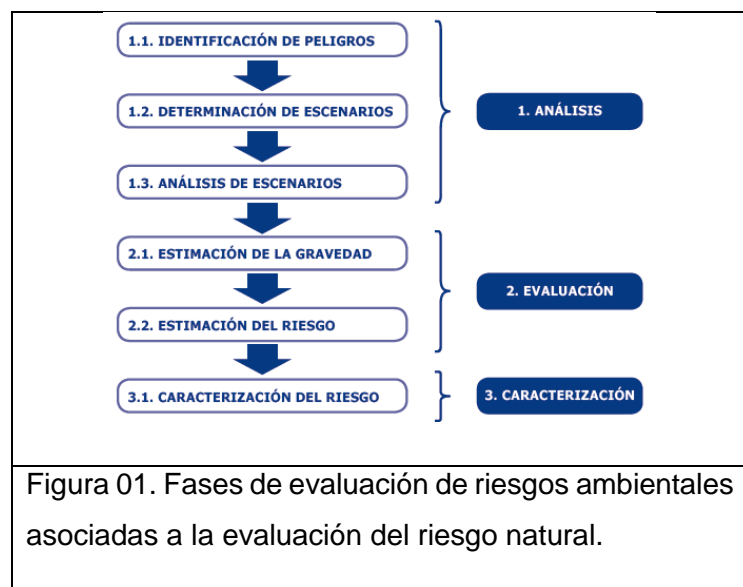 1.1. IDENTIFICACIÓN DE PELIGROS
1.2. DETERMINACIÓN DE ESCENARIOS
1.3. ANÁLISIS DE ESCENARIOS
1. ANÁLISIS
2.1. ESTIMACIÓN DE LA GRAVEDAD
2.2. ESTIMACIÓN DEL RIESGO
2. EVALUACIÓN
3.1. CARACTERIZACIÓN DEL RIESGO
3. CARACTERIZACIÓN
Figura 01. Fases de evaluación de riesgos ambientales
asociadas a la evaluación del riesgo natural.